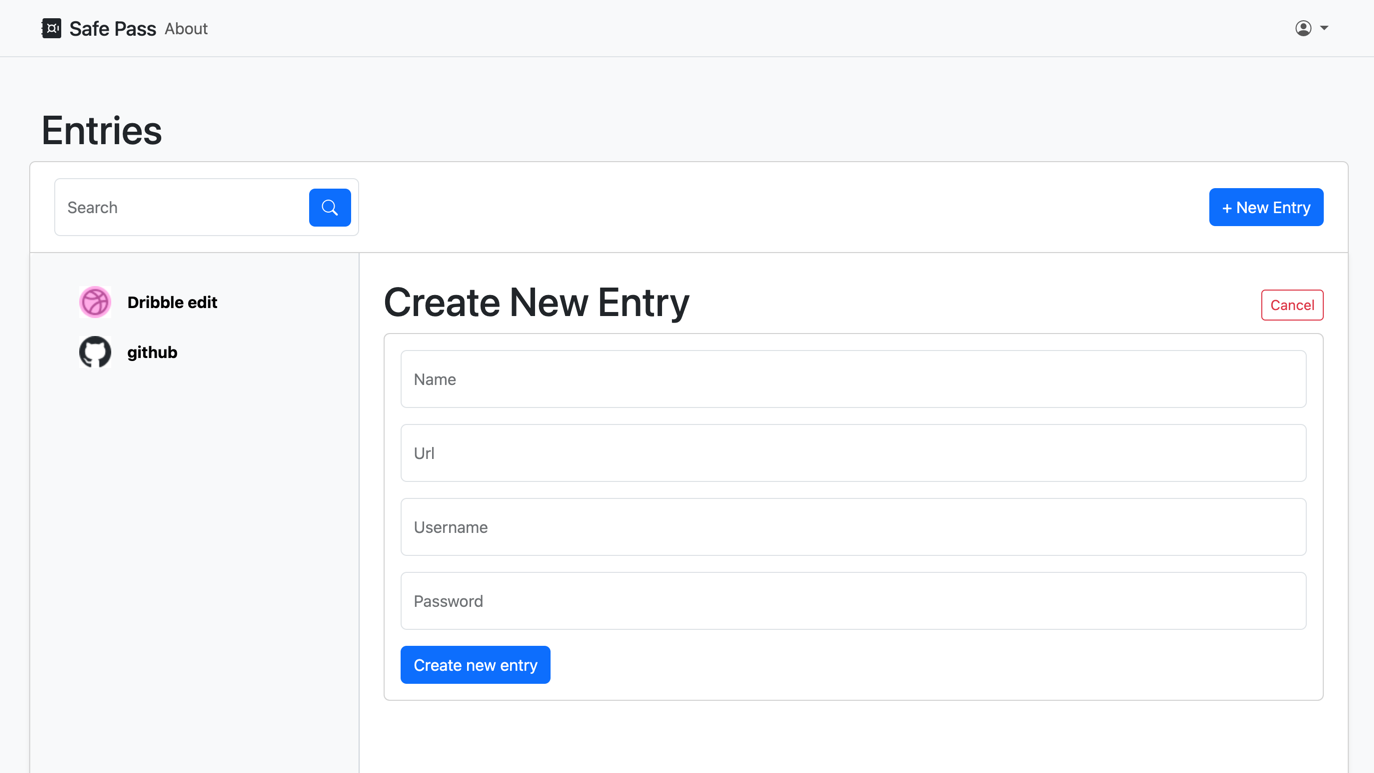 Safe Pass About
Entries
Search
+ New Entry
Dribble edit
github
Create New Entry
Cancel
Name
Url
Username
Password
Create new entry